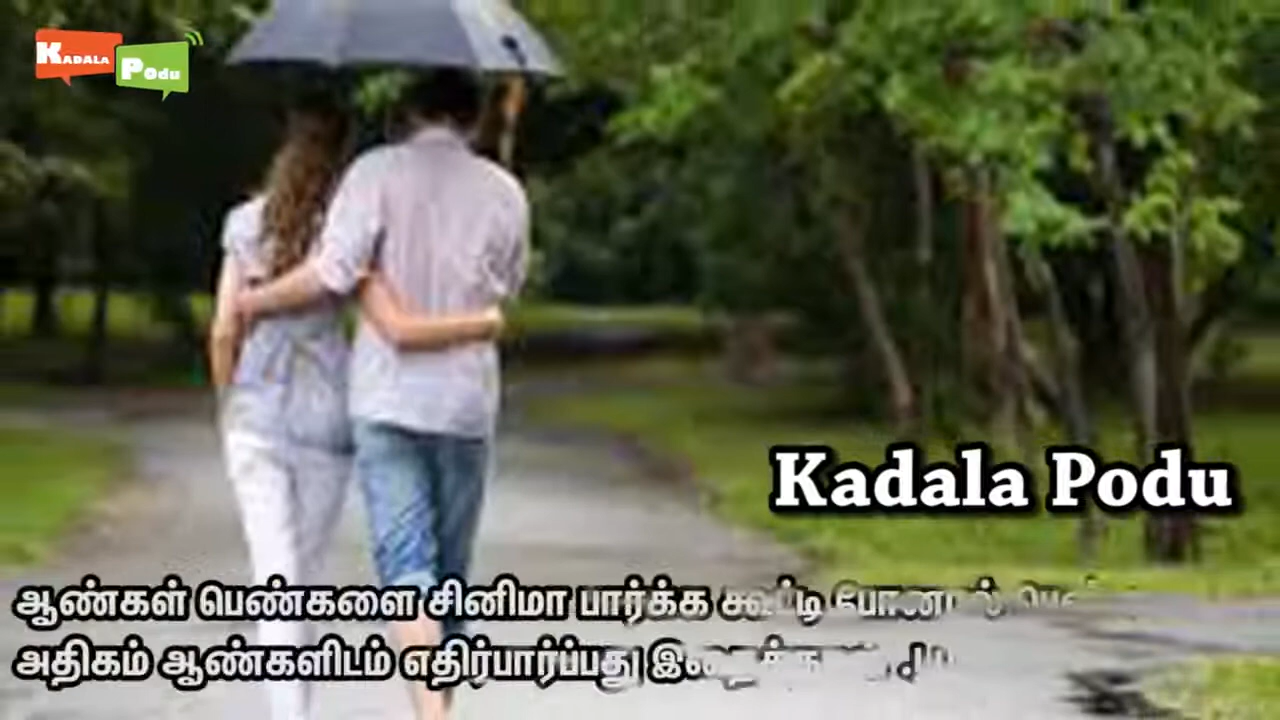 KADALA
Podu
Kadala Podu
ஆண்கள் பெண்களை சினிமா பார்க்க கூட்டி
அதிகம் ஆண்களிடம் எதிர்பார்ப்பது